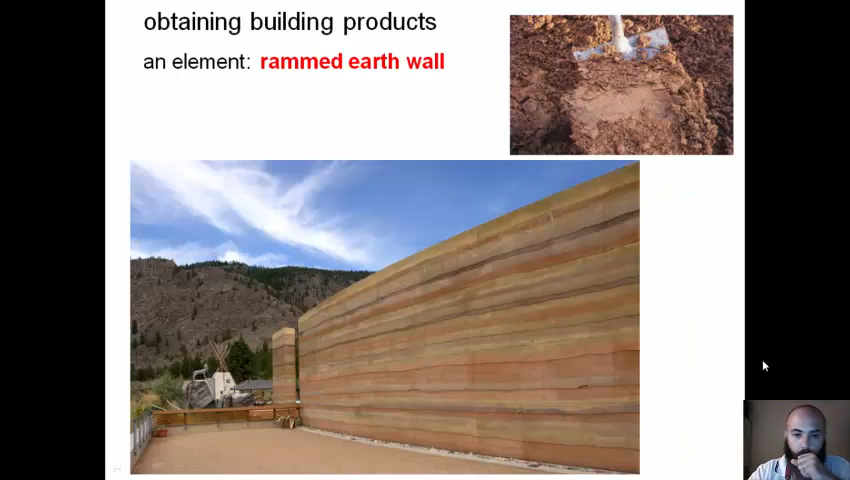 obtaining building products
an element: rammed earth wall